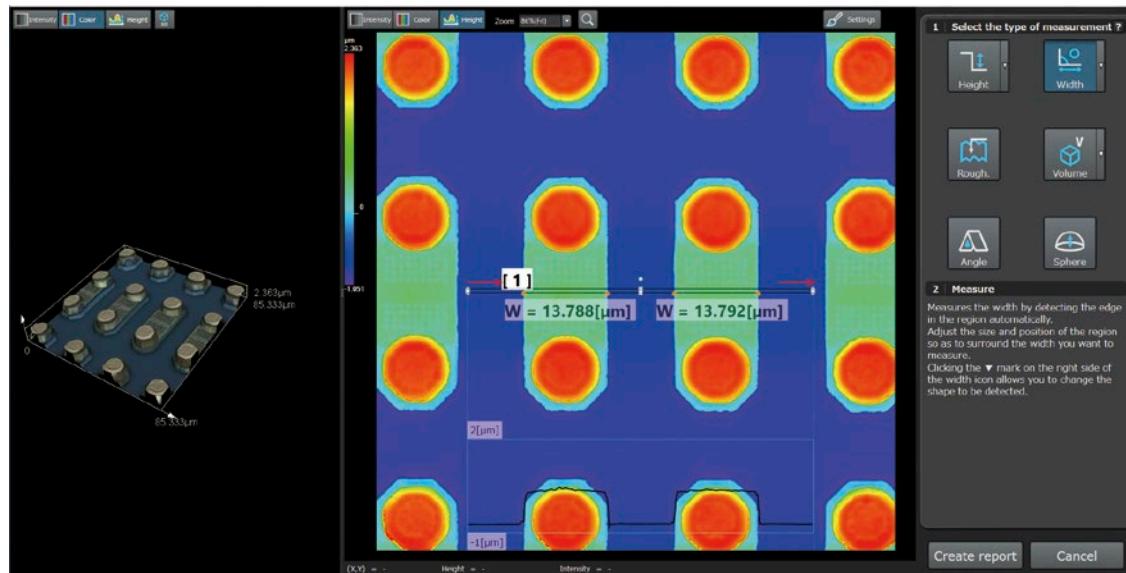 Intensity Color Height
Intensity Color Height Zoom Settings
1 Select the type of measurement ?
Height Width
Rough. Volume
Angle Sphere
2 Measure
Measures the width by detecting the edge
in the region automatically.
Adjust the size and position of the region
so as to surround the width you want to
measure.
Clicking the ▼ mark on the right side of
the width icon allows you to change the
shape to be detected.
Create report Cancel
µm
2.363
0
-1.951
[ 1 ]
W = 13.788[µm] W = 13.792[µm]
2[µm]
-1[µm]
2.363µm
85.333µm
0
85.333µm
(X,Y) = - Height = - Intensity = -